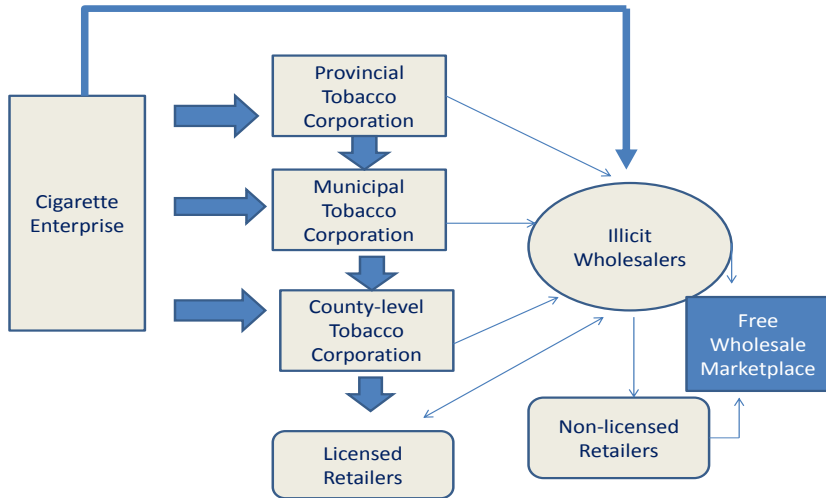 Cigarette
Enterprise
Provincial
Tobacco
Corporation
Municipal
Tobacco
Corporation
County-level
Tobacco
Corporation
Licensed
Retailers
Illicit
Wholesalers
Non-licensed
Retailers
Free
Wholesale
Marketplace